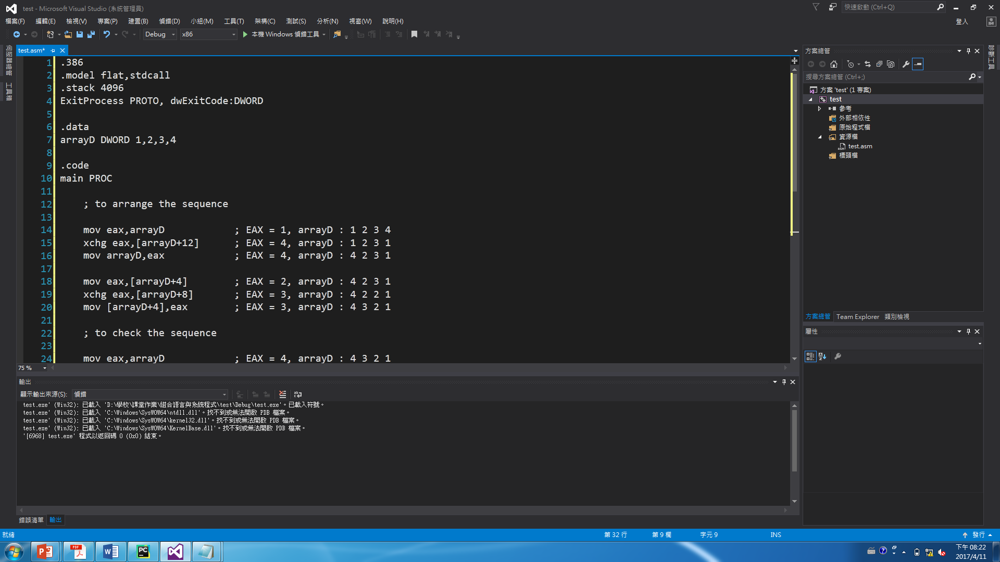 test - Microsoft Visual Studio (系統管理員)
快速啟動 (Ctrl+Q)
檔案(F) 編輯(E) 檢視(V) 專案(P) 建置(B) 偵錯(D) 小組(M) 工具(T) 架構(C) 測試(S) 分析(N) 視窗(W) 說明(H)
登入
Debug x86 本機 Windows 偵錯工具
伺服器總管
工具箱
test.asm*
1 .386
2 .model flat,stdcall
3 .stack 4096
4 ExitProcess PROTO, dwExitCode:DWORD
5
6 .data
7 arrayD DWORD 1,2,3,4
8
9 .code
10 main PROC
11
12 ; to arrange the sequence
13
14 mov eax,arrayD ; EAX = 1, arrayD : 1 2 3 4
15 xchg eax,[arrayD+12] ; EAX = 4, arrayD : 1 2 3 1
16 mov arrayD,eax ; EAX = 4, arrayD : 4 2 3 1
17
18 mov eax,[arrayD+4] ; EAX = 2, arrayD : 4 2 3 1
19 xchg eax,[arrayD+8] ; EAX = 3, arrayD : 4 2 2 1
20 mov [arrayD+4],eax ; EAX = 3, arrayD : 4 3 2 1
21
22 ; to check the sequence
23
24 mov eax,arrayD ; EAX = 4, arrayD : 4 3 2 1
75 %
輸出
顯示輸出來源(S): 偵錯
test.exe' (Win32): 已載入 'D:\學校\課堂作業\組合語言與系統程式\test\Debug\test.exe'。已載入符號。
test.exe' (Win32): 已載入 'C:\Windows\SysWOW64\ntdll.dll'。找不到或無法開啟 PDB 檔案。
test.exe' (Win32): 已載入 'C:\Windows\SysWOW64\kernel32.dll'。找不到或無法開啟 PDB 檔案。
test.exe' (Win32): 已載入 'C:\Windows\SysWOW64\KernelBase.dll'。找不到或無法開啟 PDB 檔案。
'[6968] test.exe' 程式以返回碼 0 (0x0) 結束。
錯誤清單 輸出
方案總管
搜尋方案總管 (Ctrl+;)
方案 'test' (1 專案)
test
參考
外部相依性
原始程式檔
資源檔
test.asm
標頭檔
方案總管 Team Explorer 類別檢視
屬性
診斷工具
就緒 第 32 行 第 9 欄 字元 9 INS 發行
下午 08:22
2017/4/11